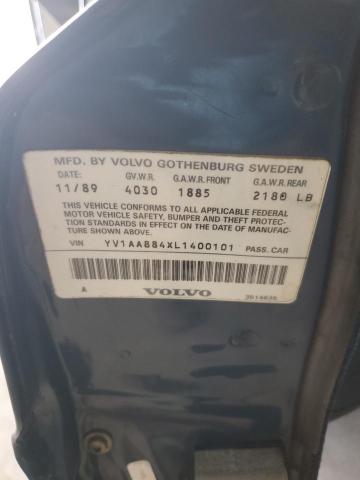 MFD. BY VOLVO GOTHENBURG SWEDEN
DATE: G.V.W.R. G.A.W.R. FRONT G.A.W.R. REAR
11/89 4030 1885 2180 LB
THIS VEHICLE CONFORMS TO ALL APPLICABLE FEDERAL
MOTOR VEHICLE SAFETY, BUMPER AND THEFT PREVEN-
TION STANDARDS IN EFFECT ON THE DATE OF MANUFAC-
TURE SHOWN ABOVE.
VIN YV1AA884XL1400101 PASS. CAR
A VOLVO